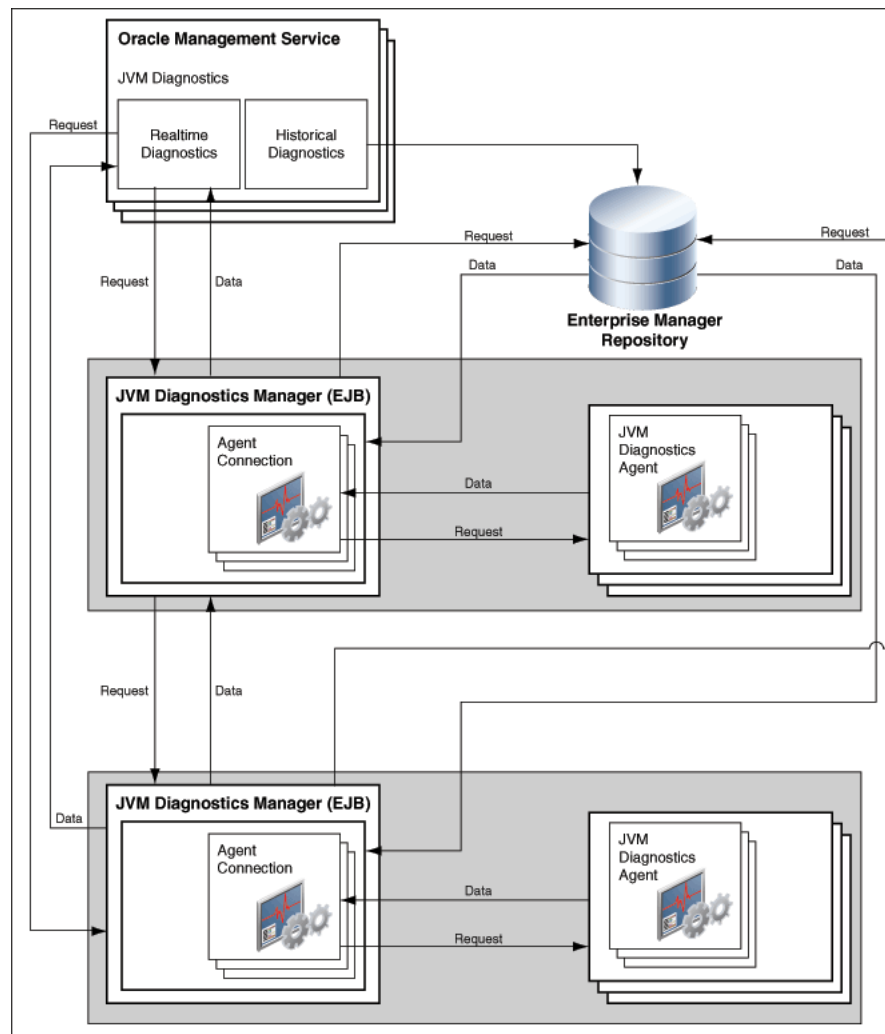 Oracle Management Service
JVM Diagnostics
Request
Realtime
Diagnostics
Historical
Diagnostics
Request
Request
Data
Data
Request
Data
Enterprise Manager
Repository
JVM Diagnostics Manager (EJB)
Agent
Connection
JVM
Diagnostics
Agent
Data
Request
Request
Data
JVM Diagnostics Manager (EJB)
Data
Agent
Connection
JVM
Diagnostics
Agent
Data
Request